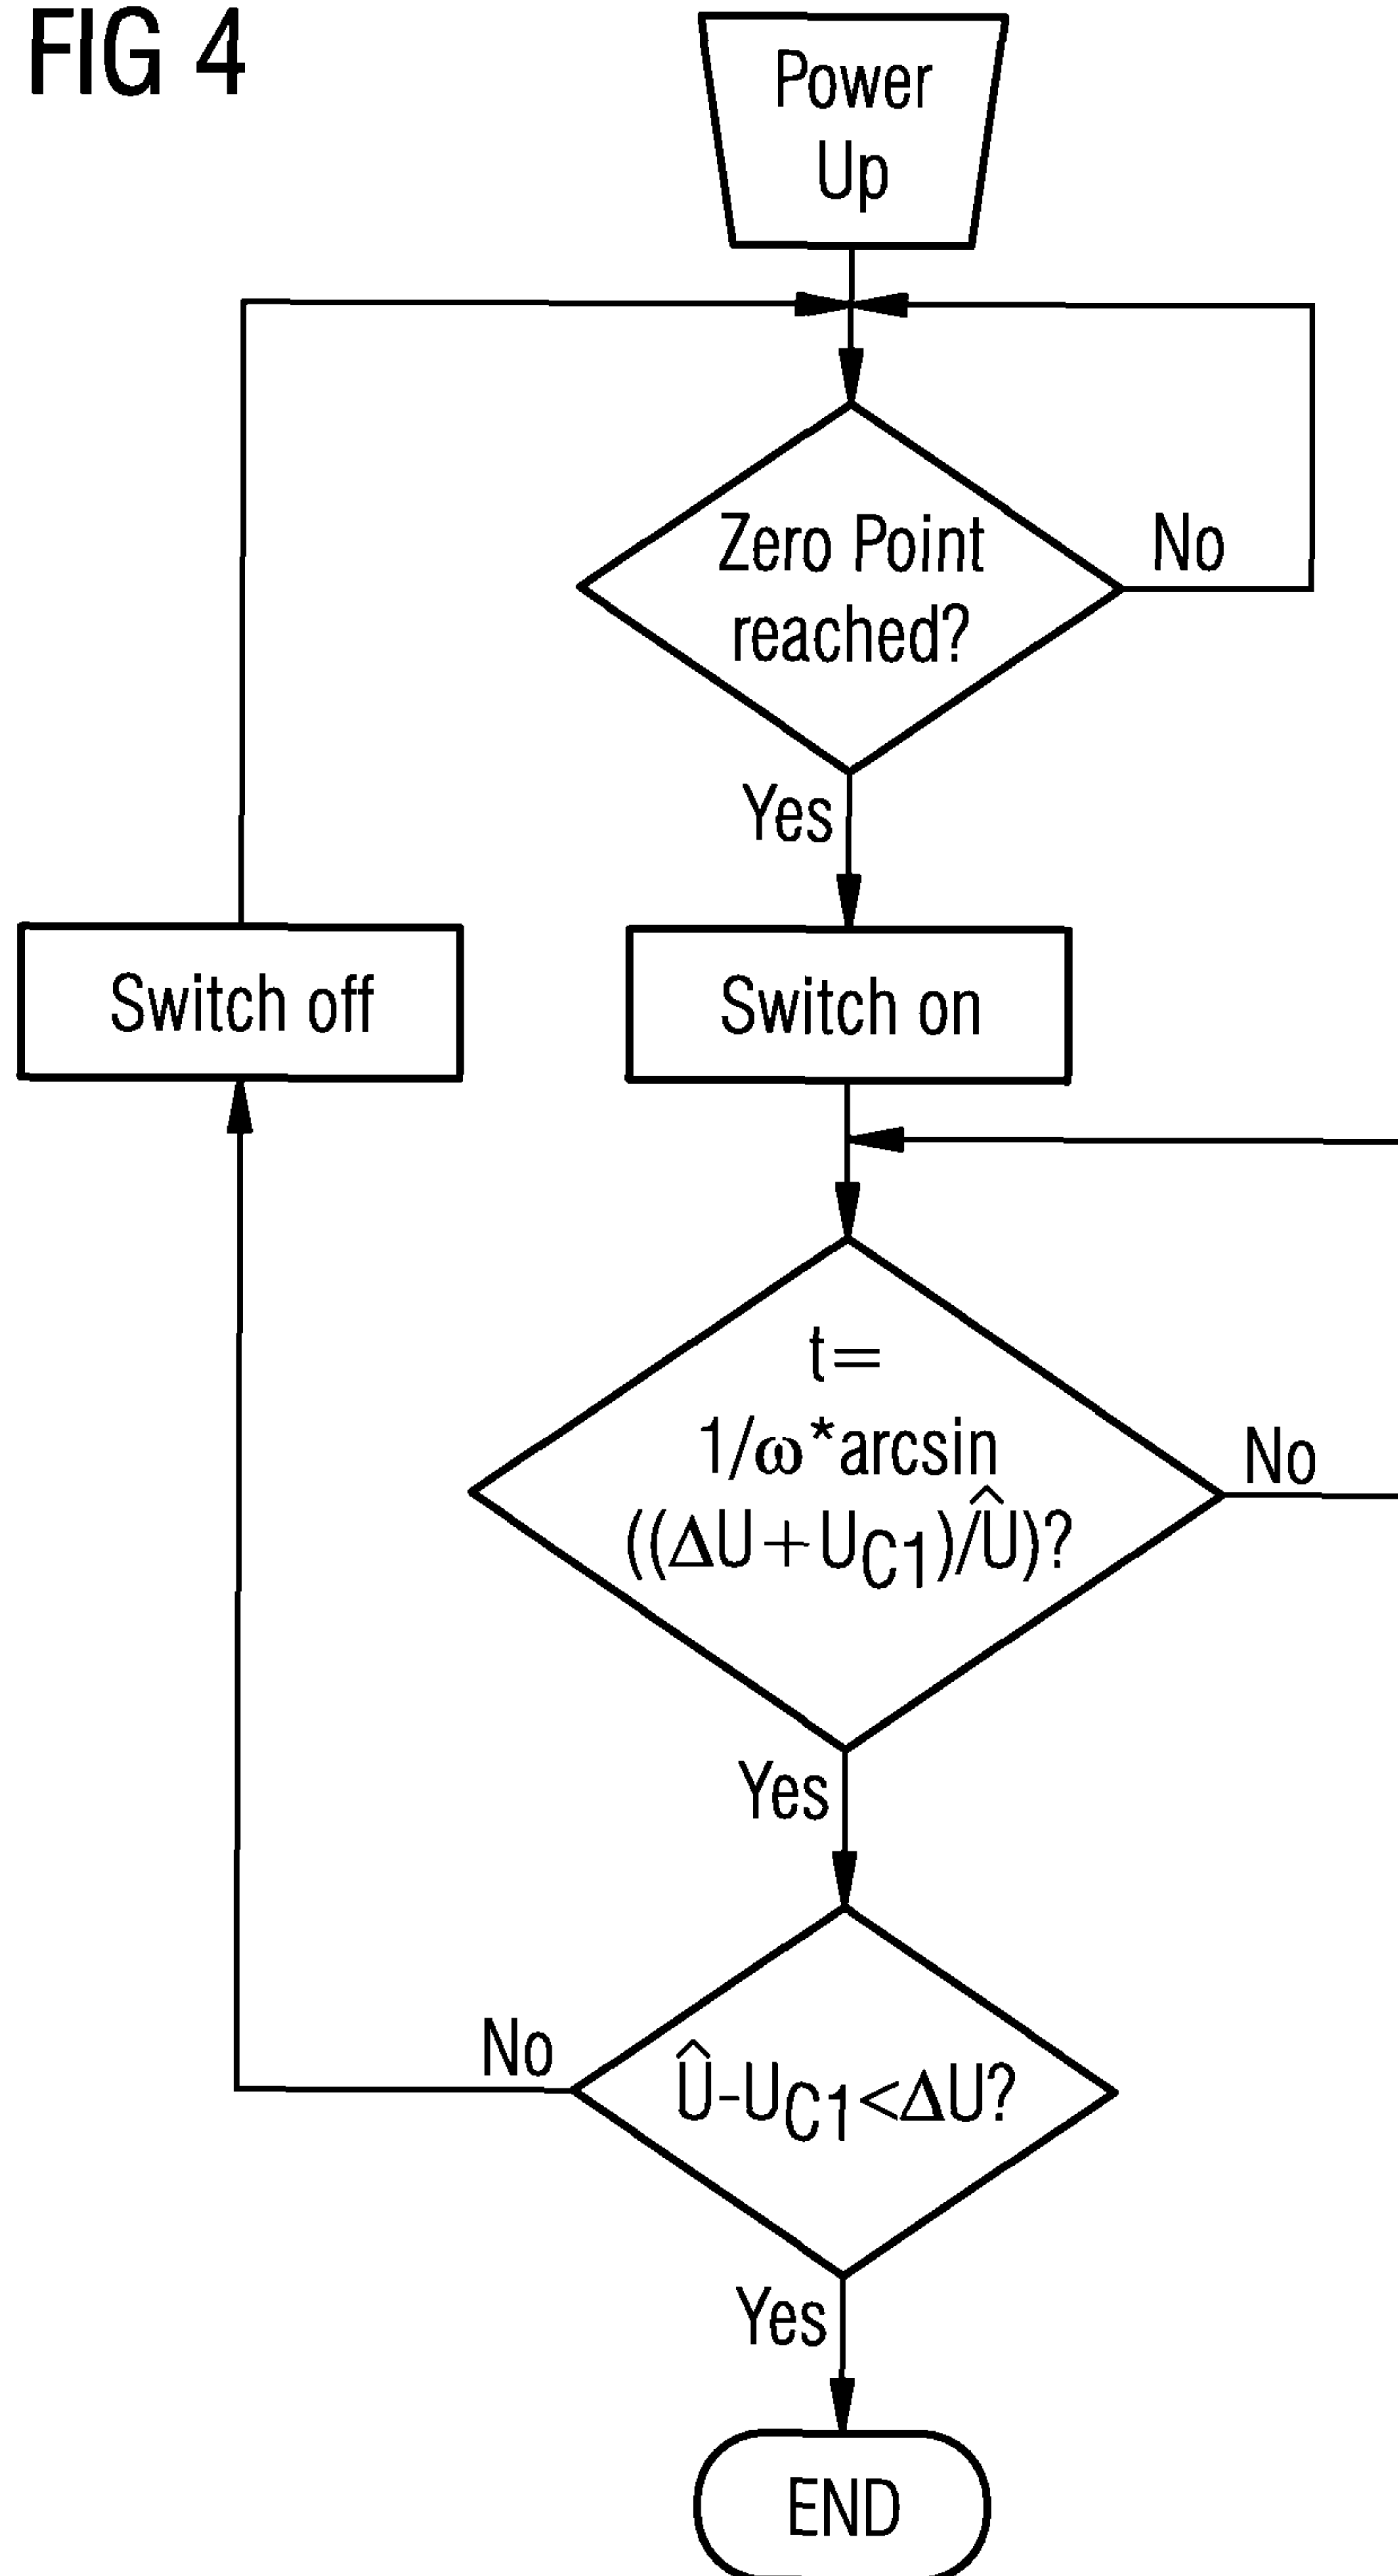 FIG 4
Power
Up
Zero Point
reached?
No
Yes
Switch off
Switch on
t=
1/ω*arcsin
((ΔU+UC1)/Û)?
No
Yes
No
Û-UC1<ΔU?
Yes
END